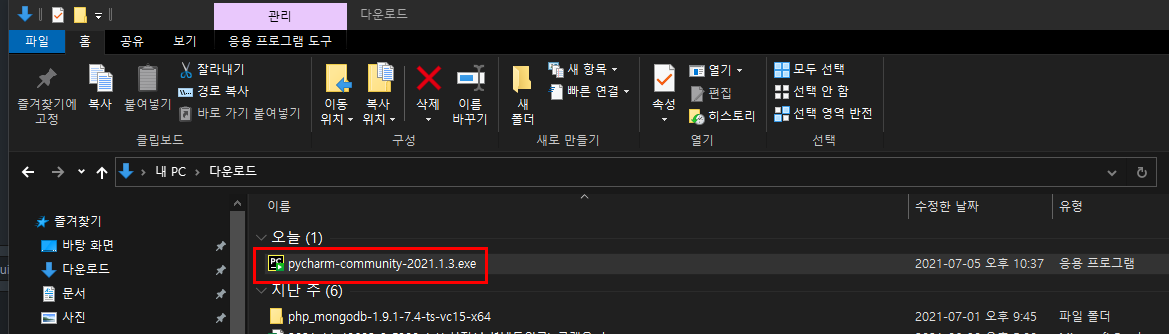 관리 다운로드
파일 홈 공유 보기 응용 프로그램 도구
즐겨찾기에 고정
복사
붙여넣기
잘라내기
경로 복사
바로 가기 붙여넣기
클립보드
이동 위치
복사 위치
삭제
이름 바꾸기
구성
새 폴더
새 항목
빠른 연결
새로 만들기
속성
열기
편집
히스토리
열기
모두 선택
선택 안 함
선택 영역 반전
선택
내 PC 다운로드
즐겨찾기
바탕 화면
다운로드
문서
사진
이름 수정한 날짜 유형
오늘 (1)
pycharm-community-2021.1.3.exe 2021-07-05 오후 10:37 응용 프로그램
지난 주 (6)
php_mongodb-1.9.1-7.4-ts-vc15-x64 2021-07-01 오후 9:45 파일 폴더